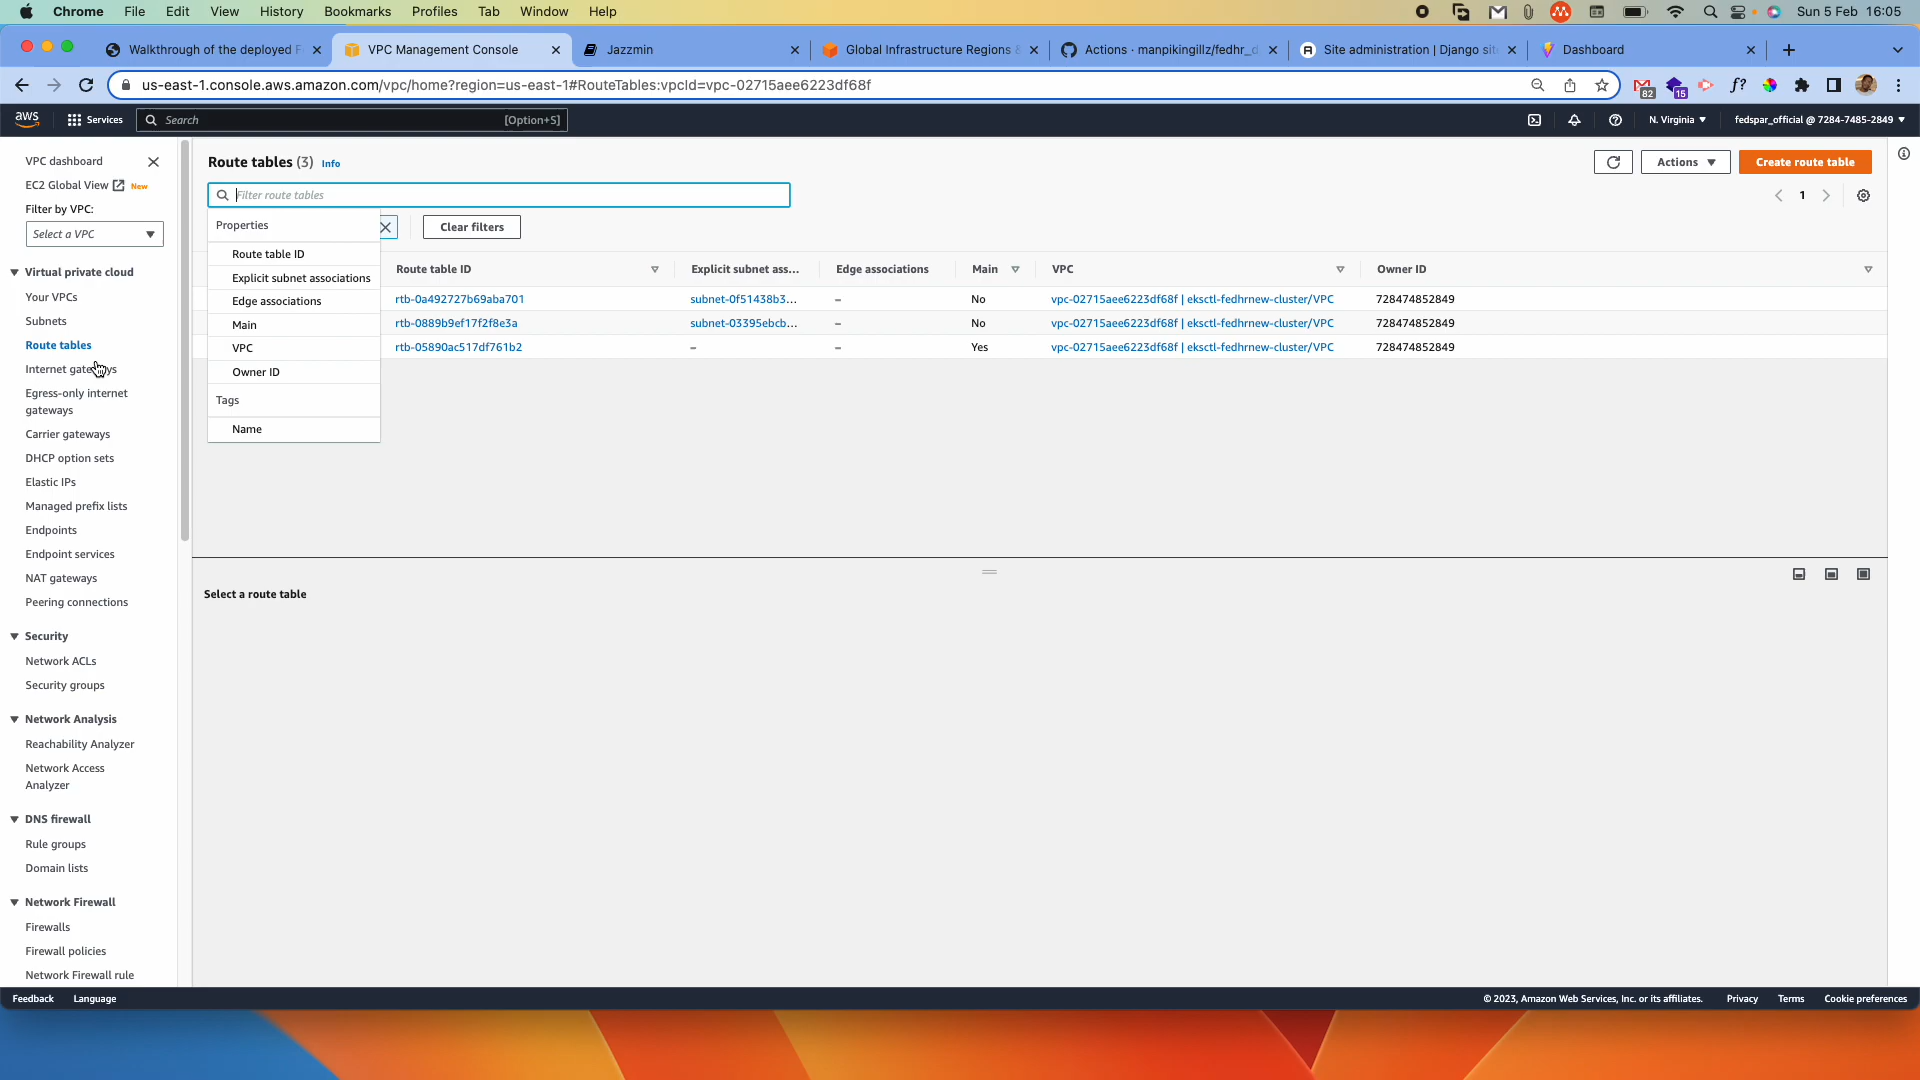 Chrome File Edit View History Bookmarks Profiles Tab Window Help Sun 5 Feb 16:05
Walkthrough of the deployed F VPC Management Console Jazzmin Global Infrastructure Regions & Actions · manpikingillz/fedhr_d Site administration | Django sit Dashboard
us-east-1.console.aws.amazon.com/vpc/home?region=us-east-1#RouteTables:vpcId=vpc-02715aee6223df68f
82 15 f?
aws Services Search [Option+S] N. Virginia fedspar_official @ 7284-7485-2849
VPC dashboard
EC2 Global View New
Filter by VPC:
Select a VPC
Virtual private cloud
Your VPCs
Subnets
Route tables
Internet gateways
Egress-only internet
gateways
Carrier gateways
DHCP option sets
Elastic IPs
Managed prefix lists
Endpoints
Endpoint services
NAT gateways
Peering connections
Security
Network ACLs
Security groups
Network Analysis
Reachability Analyzer
Network Access
Analyzer
DNS firewall
Rule groups
Domain lists
Network Firewall
Firewalls
Firewall policies
Network Firewall rule
Route tables (3) Info
Actions Create route table
Filter route tables
1
Properties
Route table ID
Explicit subnet associations
Edge associations
Main
VPC
Owner ID
Tags
Name
Clear filters
Route table ID Explicit subnet ass... Edge associations Main VPC Owner ID
rtb-0a492727b69aba701 subnet-0f51438b3... – No vpc-02715aee6223df68f | eksctl-fedhrnew-cluster/VPC 728474852849
rtb-0889b9ef17f2f8e3a subnet-03395ebcb... – No vpc-02715aee6223df68f | eksctl-fedhrnew-cluster/VPC 728474852849
rtb-05890ac517df761b2 – – Yes vpc-02715aee6223df68f | eksctl-fedhrnew-cluster/VPC 728474852849
Select a route table
Feedback Language © 2023, Amazon Web Services, Inc. or its affiliates. Privacy Terms Cookie preferences